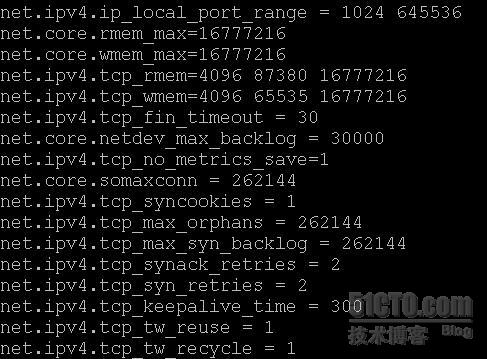 net.ipv4.ip_local_port_range = 1024 645536
net.core.rmem_max=16777216
net.core.wmem_max=16777216
net.ipv4.tcp_rmem=4096 87380 16777216
net.ipv4.tcp_wmem=4096 65535 16777216
net.ipv4.tcp_fin_timeout = 30
net.core.netdev_max_backlog = 30000
net.ipv4.tcp_no_metrics_save=1
net.core.somaxconn = 262144
net.ipv4.tcp_syncookies = 1
net.ipv4.tcp_max_orphans = 262144
net.ipv4.tcp_max_syn_backlog = 262144
net.ipv4.tcp_synack_retries = 2
net.ipv4.tcp_syn_retries = 2
net.ipv4.tcp_keepalive_time = 300
net.ipv4.tcp_tw_reuse = 1
net.ipv4.tcp_tw_recycle = 1
51CTO.com
技术博客 Blog